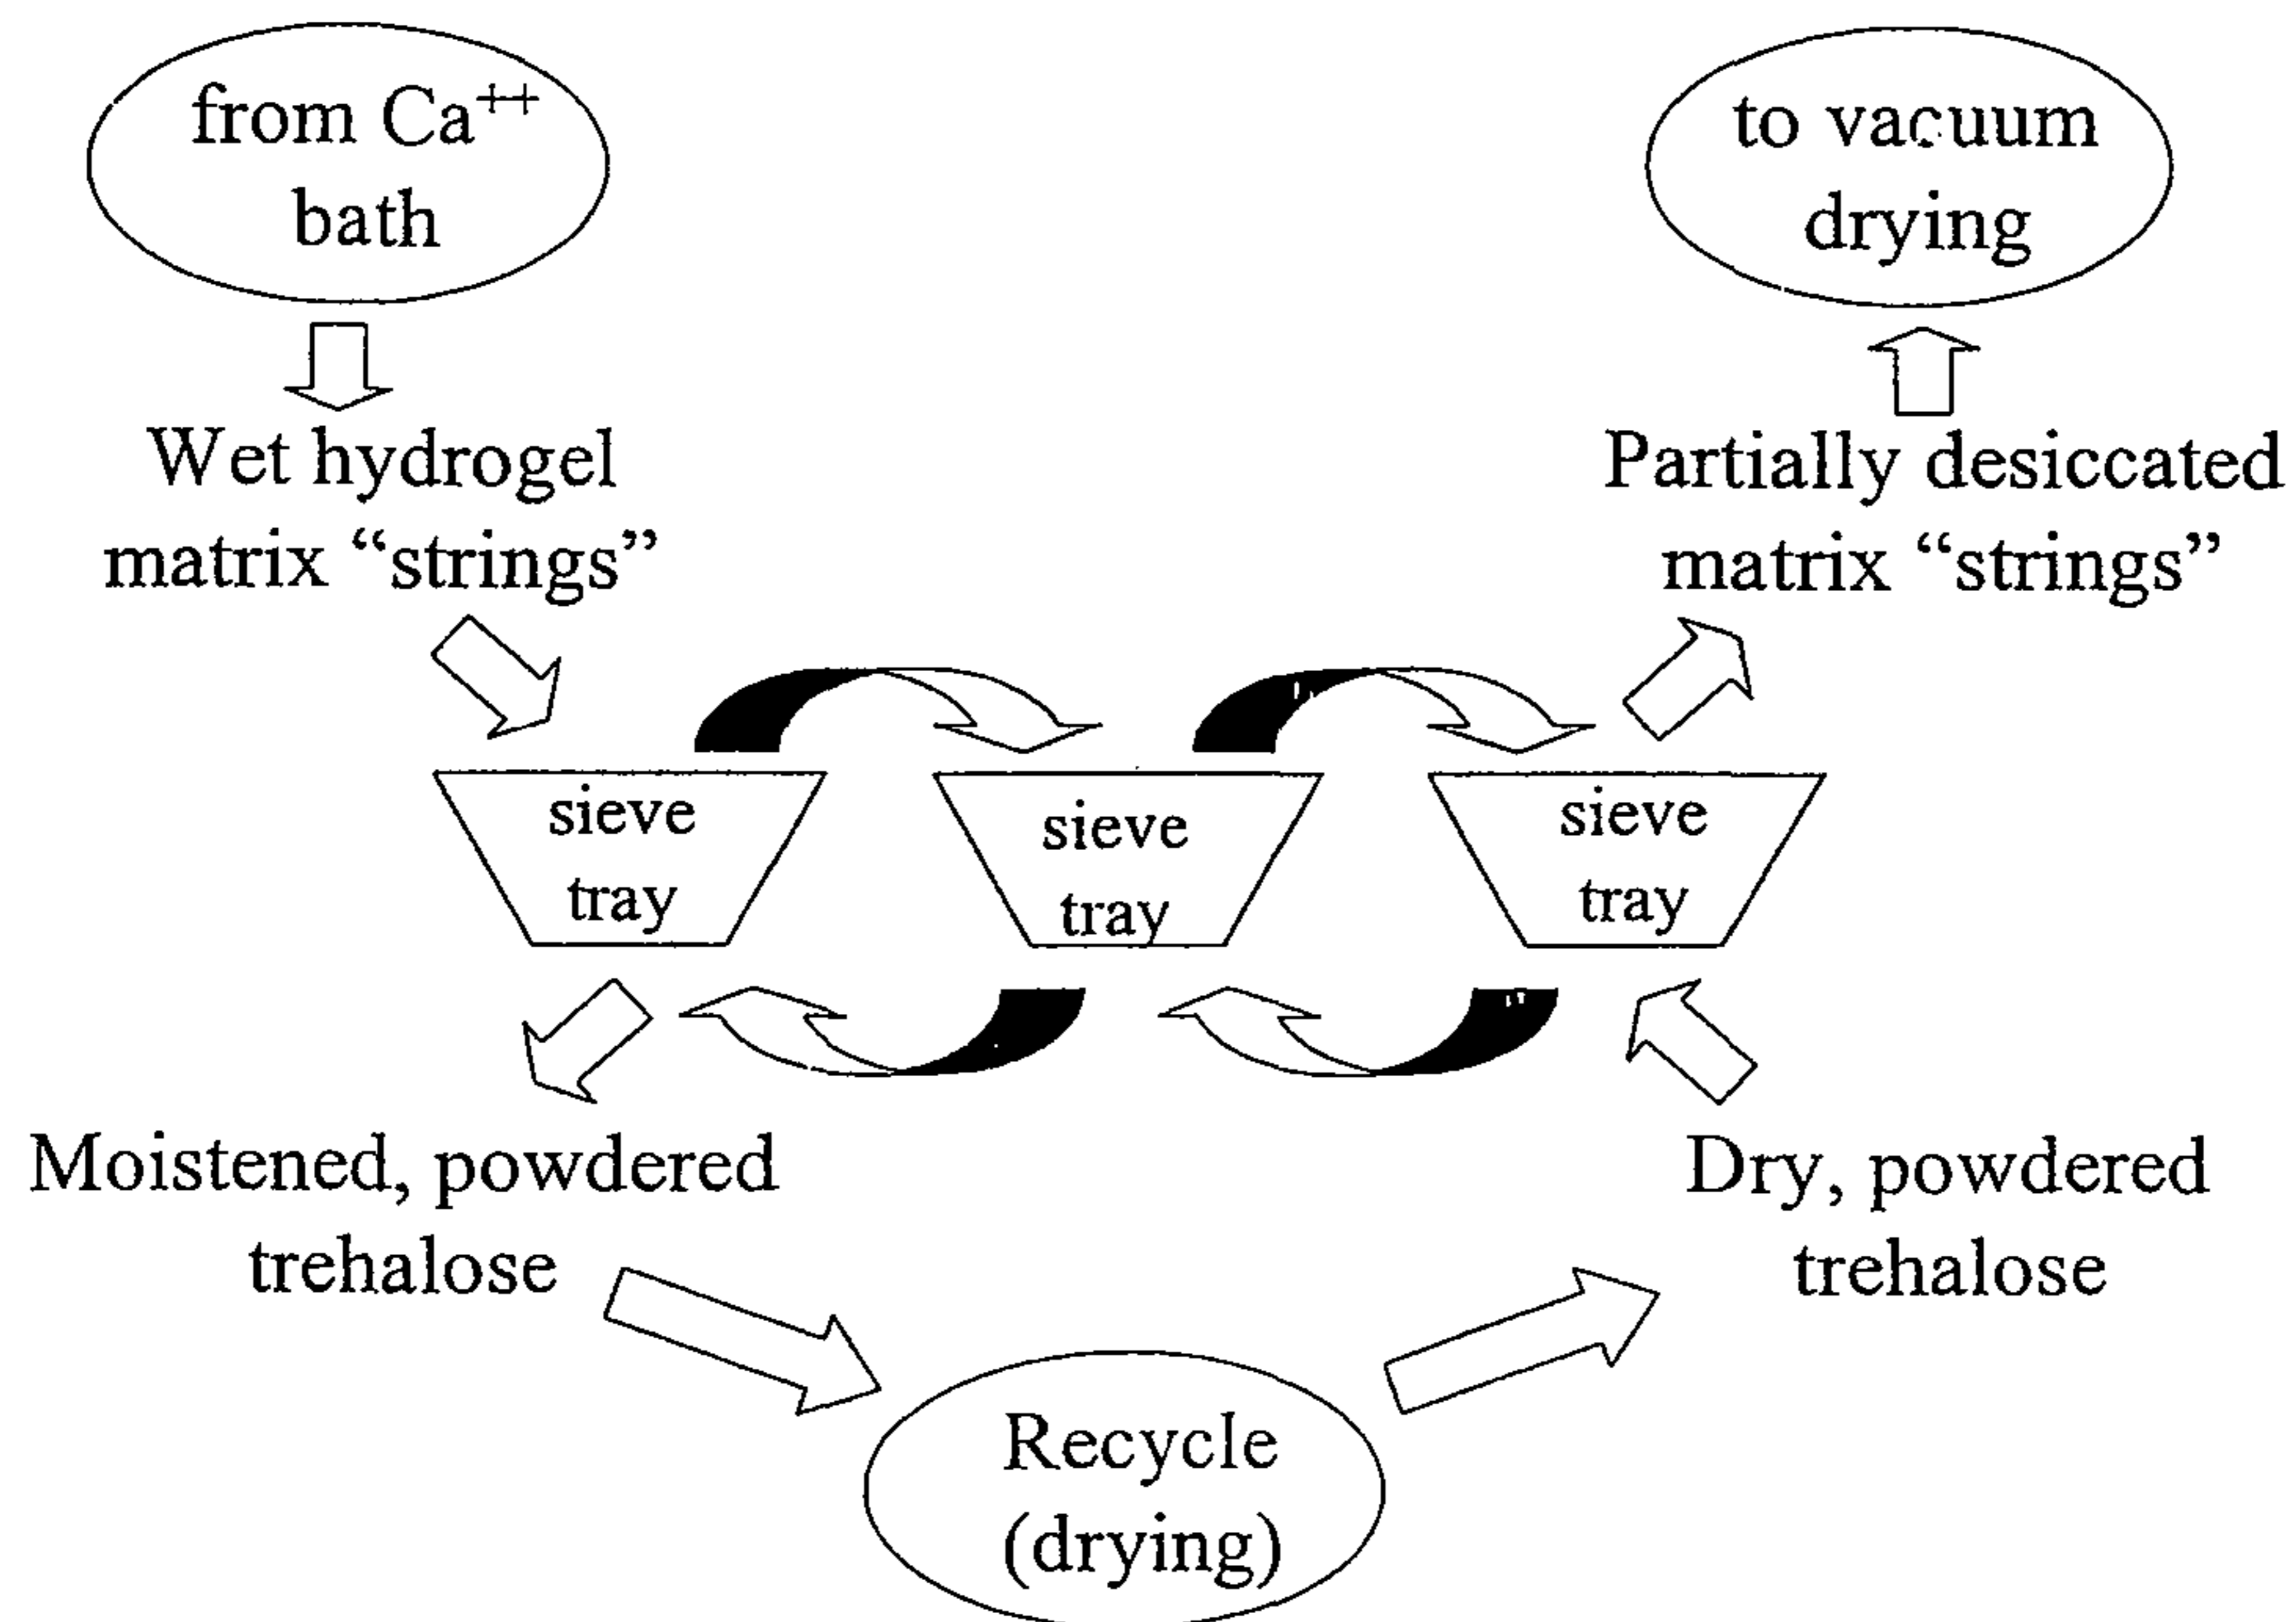 from Ca++
bath
to vacuum
drying
Wet hydrogel
matrix “strings”
Partially desiccated
matrix “strings”
sieve
tray
sieve
tray
sieve
tray
Moistened, powdered
trehalose
Dry, powdered
trehalose
Recycle
(drying)